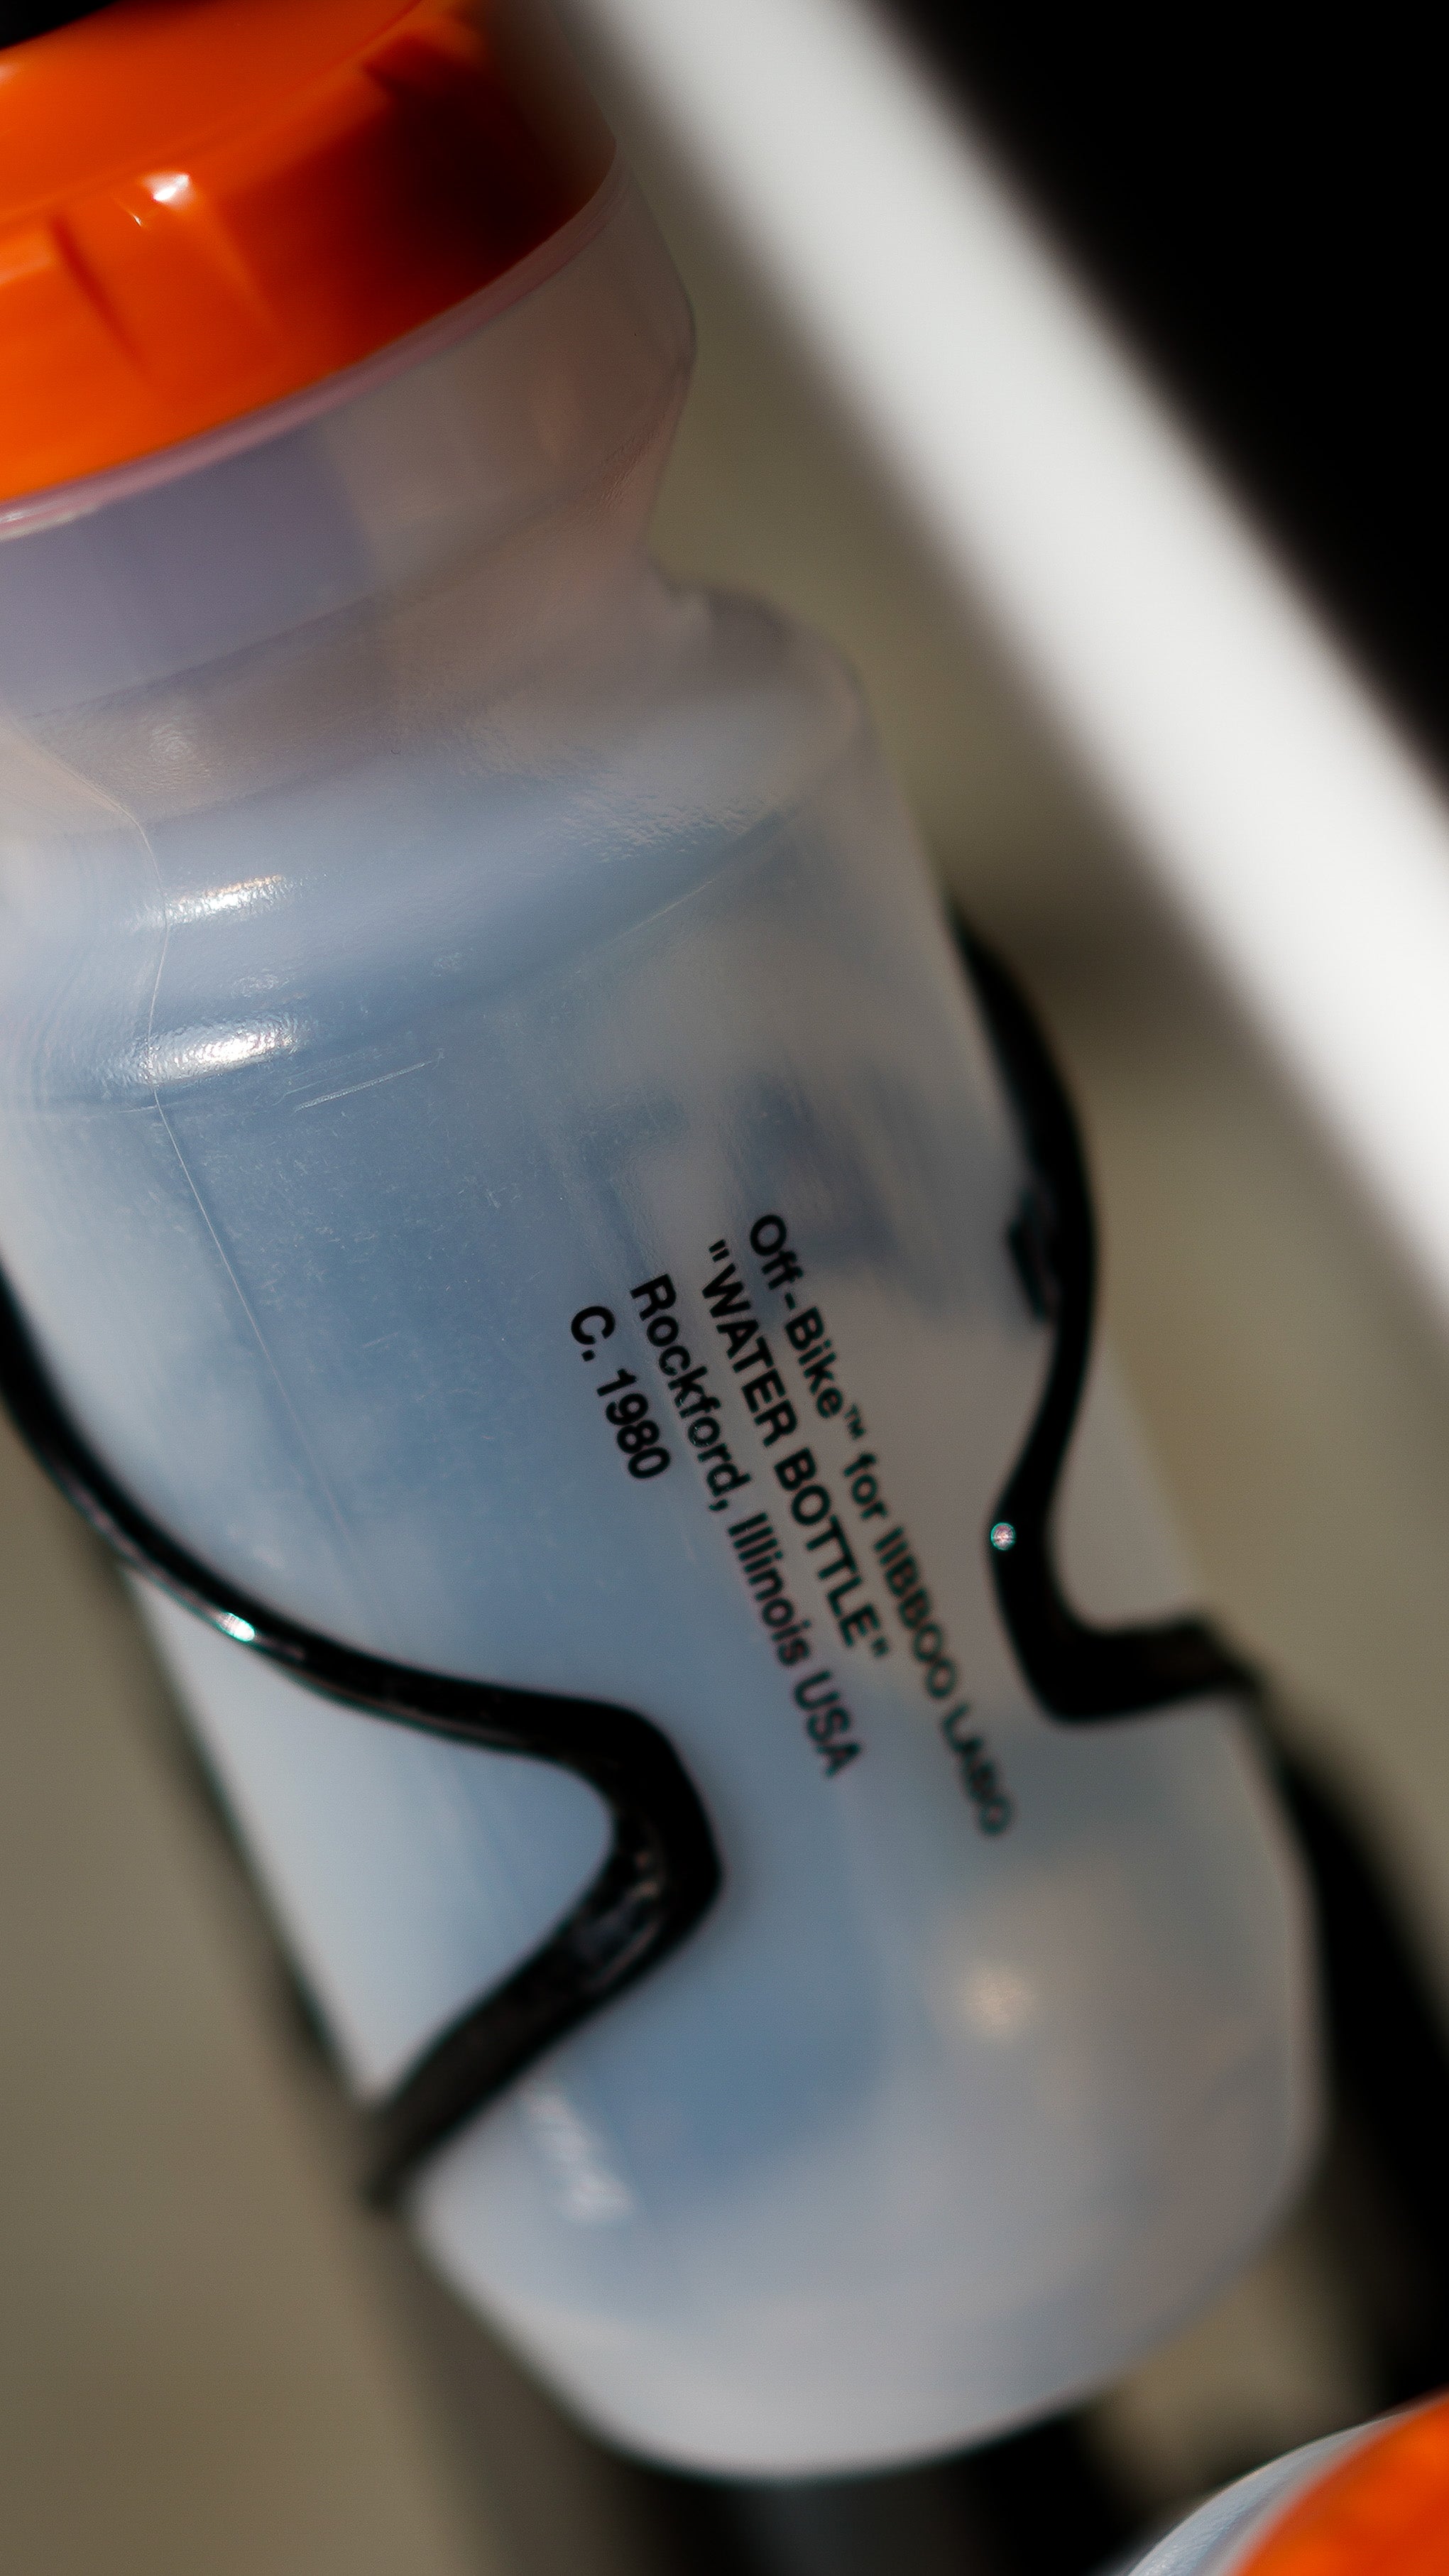 Off-Bike™ for IIBBOO LABO
"WATER BOTTLE"
Rockford, Illinois USA
C. 1980